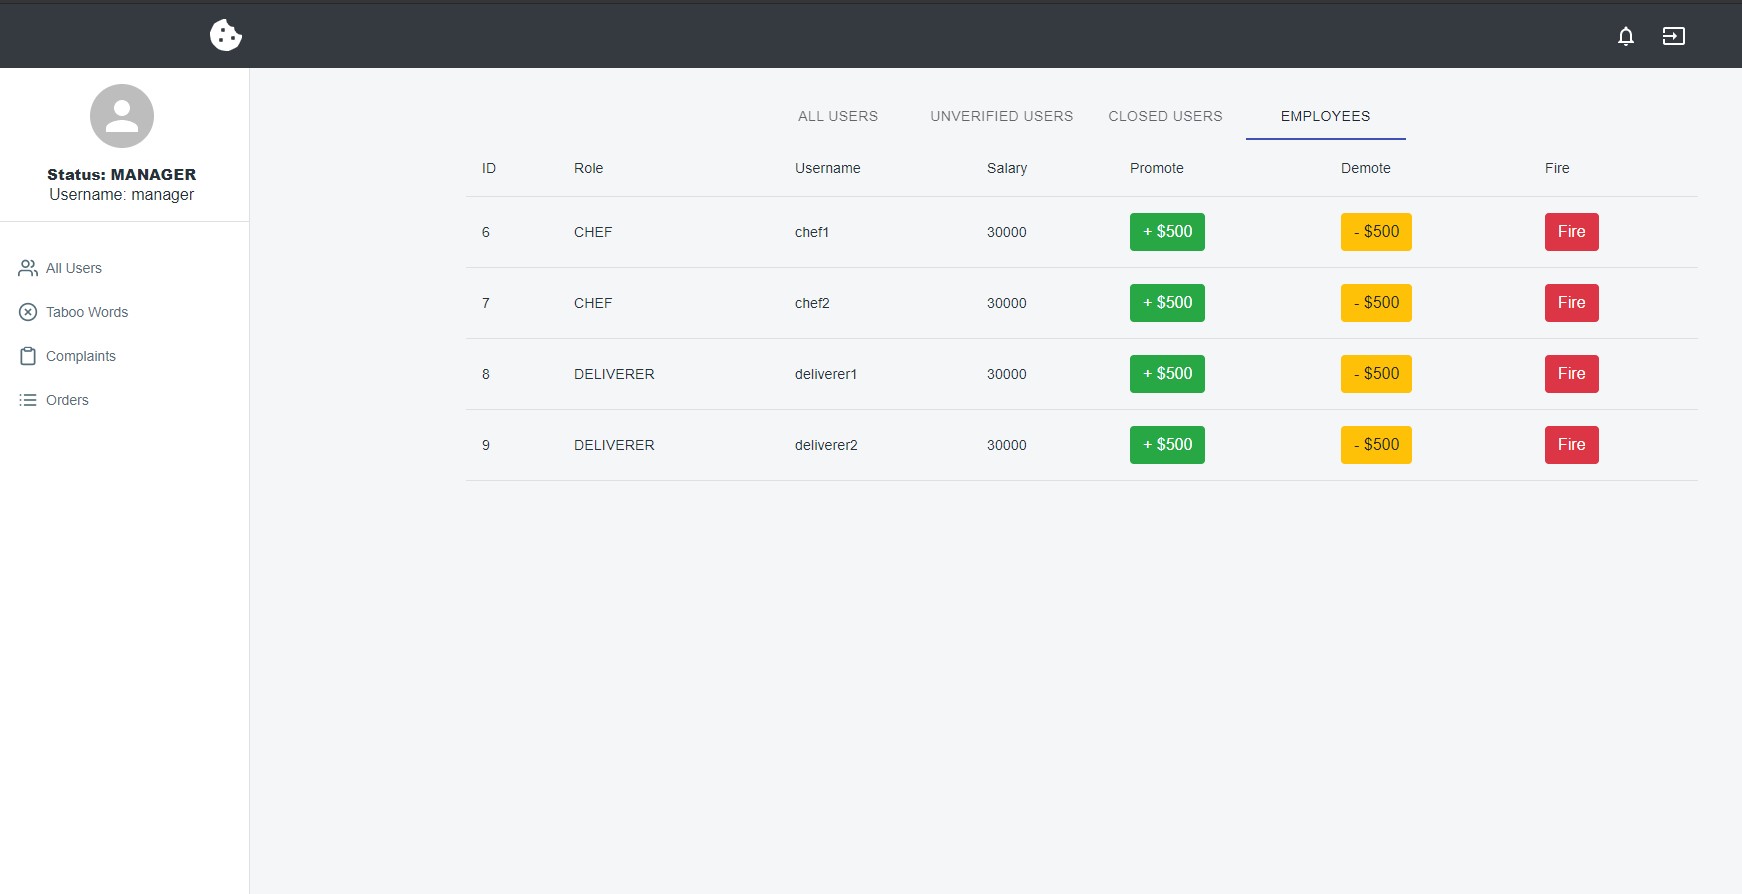 Status: MANAGER
Username: manager
All Users
Taboo Words
Complaints
Orders
ALL USERS UNVERIFIED USERS CLOSED USERS EMPLOYEES
ID Role Username Salary Promote Demote Fire
6 CHEF chef1 30000 + $500 - $500 Fire
7 CHEF chef2 30000 + $500 - $500 Fire
8 DELIVERER deliverer1 30000 + $500 - $500 Fire
9 DELIVERER deliverer2 30000 + $500 - $500 Fire